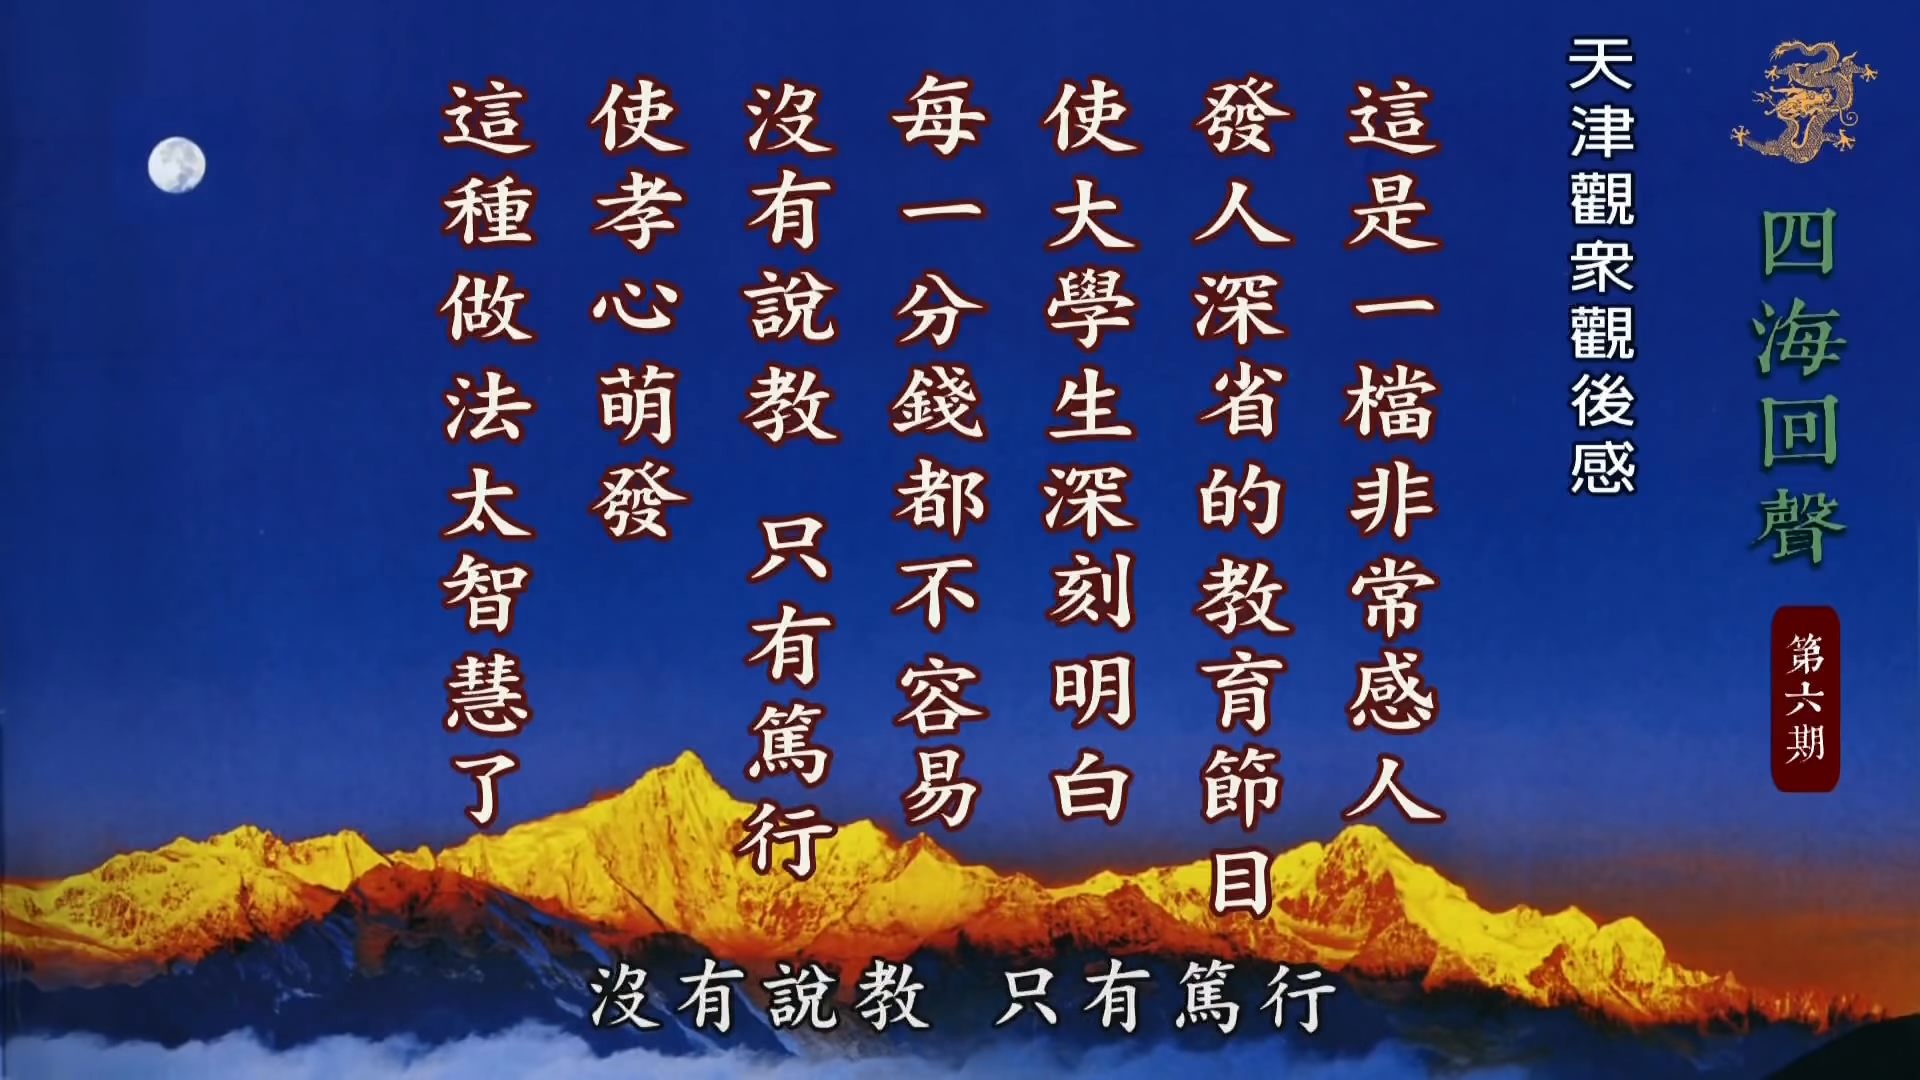 四海回聲
第六期
天津觀衆觀後感
這是一檔非常感人
發人深省的教育節目
使大學生深刻明白
每一分錢都不容易
沒有說教 只有篤行
使孝心萌發
這種做法太智慧了
沒有說教 只有篤行